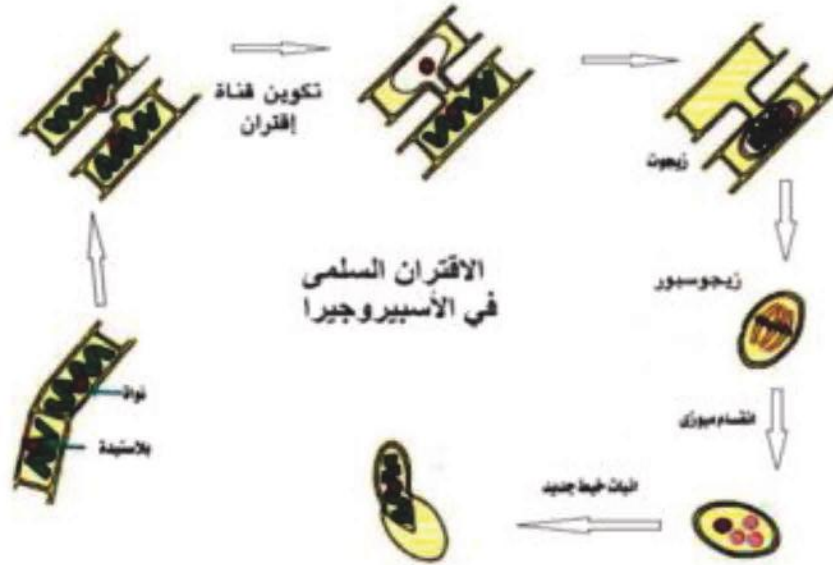 تكوين قناة
إقتران
زيجوت
الاقتران السلمى
في الأسبيروجيرا
زيجوسبور
نواة
بلاستيدة
انقسام ميوزى
انبات خيط جديد